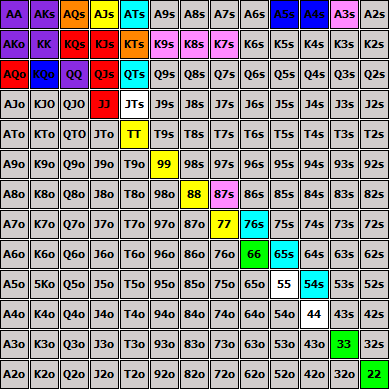 AA AKs AQs AJs ATs A9s A8s A7s A6s A5s A4s A3s A2s
AKo KK KQs KJs KTs K9s K8s K7s K6s K5s K4s K3s K2s
AQo KQo QQ QJs QTs Q9s Q8s Q7s Q6s Q5s Q4s Q3s Q2s
AJo KJO QJO JJ JTs J9s J8s J7s J6s J5s J4s J3s J2s
ATo KTo QTo JTo TT T9s T8s T7s T6s T5s T4s T3s T2s
A9o K9o Q9o J9o T9o 99 98s 97s 96s 95s 94s 93s 92s
A8o K8o Q8o J8o T8o 98o 88 87s 86s 85s 84s 83s 82s
A7o K7o Q7o J7o T7o 97o 87o 77 76s 75s 74s 73s 72s
A6o K6o Q6o J6o T6o 96o 86o 76o 66 65s 64s 63s 62s
A5o 5Ko Q5o J5o T5o 95o 85o 75o 65o 55 54s 53s 52s
A4o K4o Q4o J4o T4o 94o 84o 74o 64o 54o 44 43s 42s
A3o K3o Q3o J3o T3o 93o 83o 73o 63o 53o 43o 33 32s
A2o K2o Q2o J2o T2o 92o 82o 72o 62o 52o 42o 32o 22